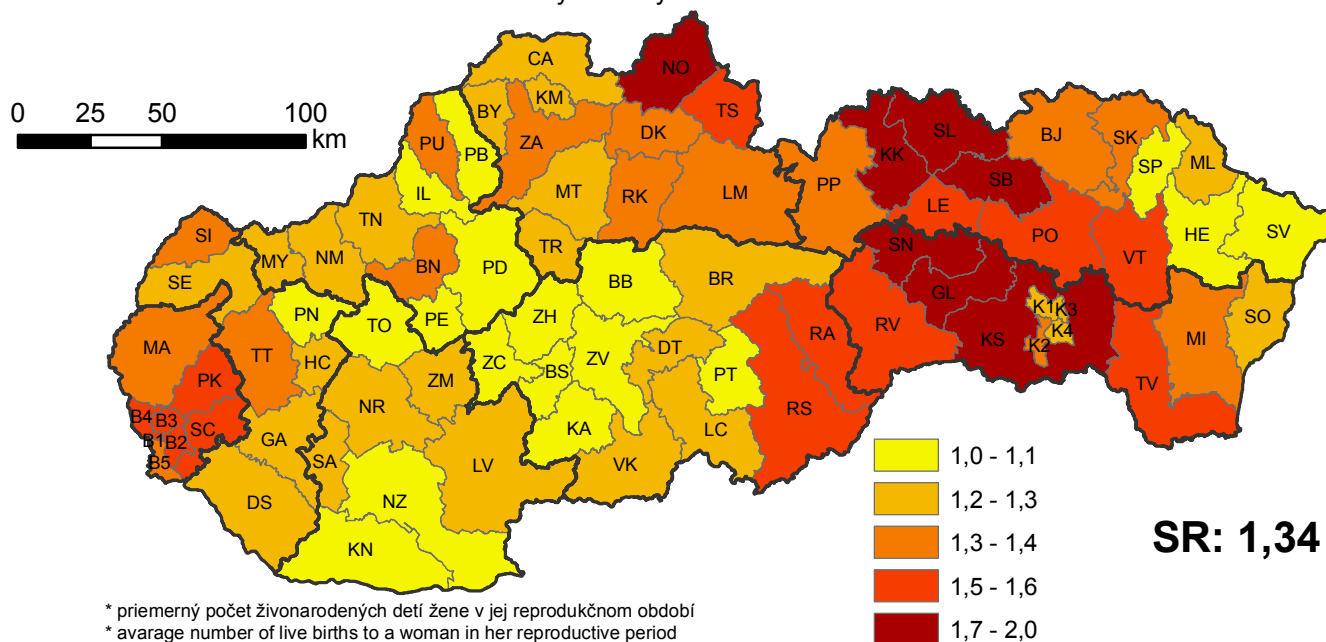 0 25 50 100
km
CA
NO
BY KM
TS
PU PB ZA DK
BJ SK
SL
KK
SP ML
MT RK LM PP SB
IL
LE
TN
PO
HE SV
SI
TR
SN
VT
MY NM BN PD
BR
SE
BB
GL
K1 K3
SO
PN TO PE ZH
RA RV
KS K4
MI
MA TT
DT
K2
HC
ZC BS ZV
PT
PK
ZM
TV
NR
RS
B4 B3 SC
KA LC
B1 B2
GA
B5
SA LV VK
DS
NZ
KN
1,0 - 1,1
1,2 - 1,3
1,3 - 1,4
1,5 - 1,6
1,7 - 2,0
SR: 1,34
* priemerný počet živonarodených detí žene v jej reprodukčnom období
* avarage number of live births to a woman in her reproductive period